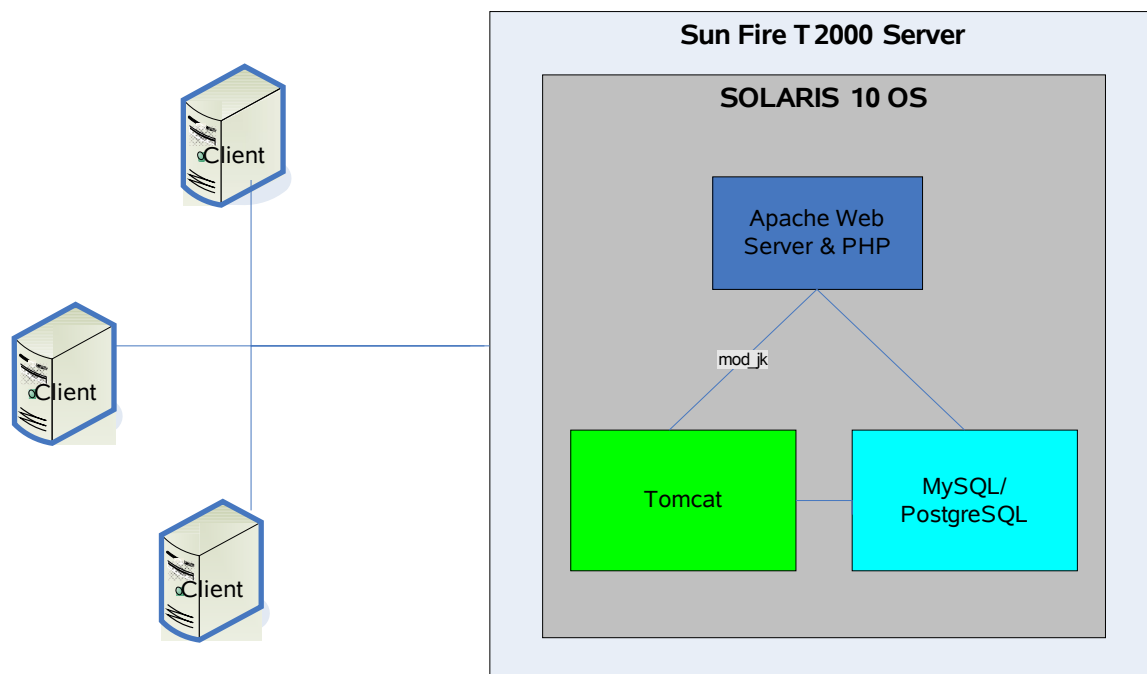 Sun Fire T2000 Server
SOLARIS 10 OS
Client
Apache Web
Server & PHP
mod_jk
Client
Tomcat
MySQL/
PostgreSQL
Client